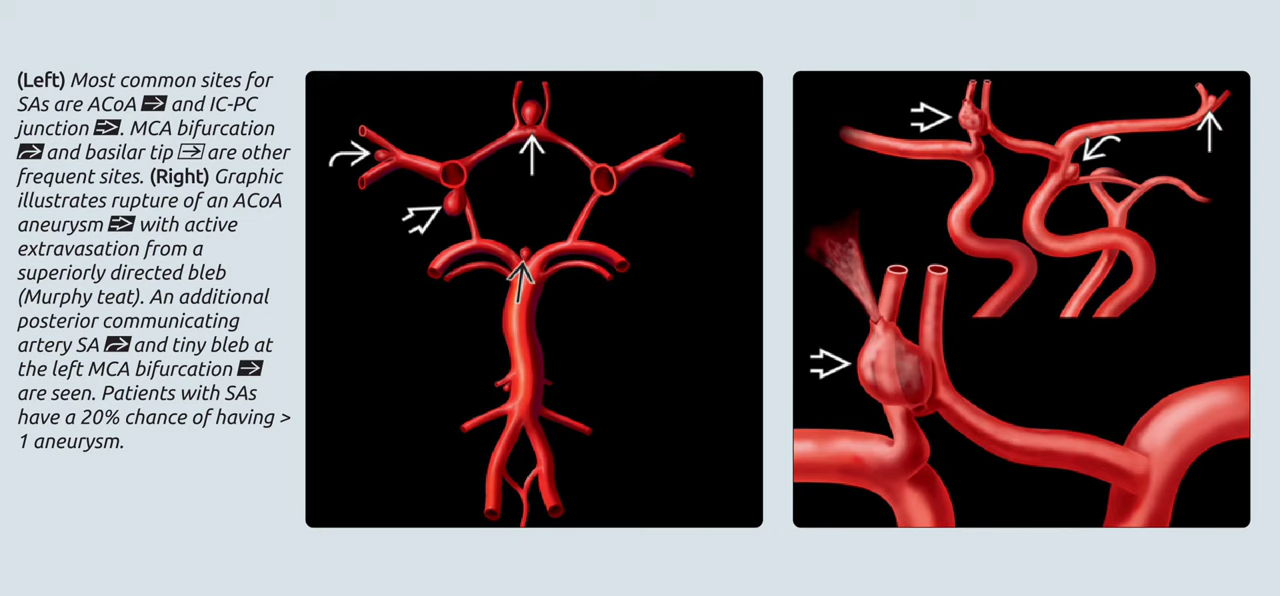 (Left) Most common sites for
SAs are ACoA ➡ and IC-PC
junction ⇨. MCA bifurcation
↪ and basilar tip → are other
frequent sites. (Right) Graphic
illustrates rupture of an ACoA
aneurysm ⇨ with active
extravasation from a
superiorly directed bleb
(Murphy teat). An additional
posterior communicating
artery SA ↪ and tiny bleb at
the left MCA bifurcation ➡
are seen. Patients with SAs
have a 20% chance of having >
1 aneurysm.